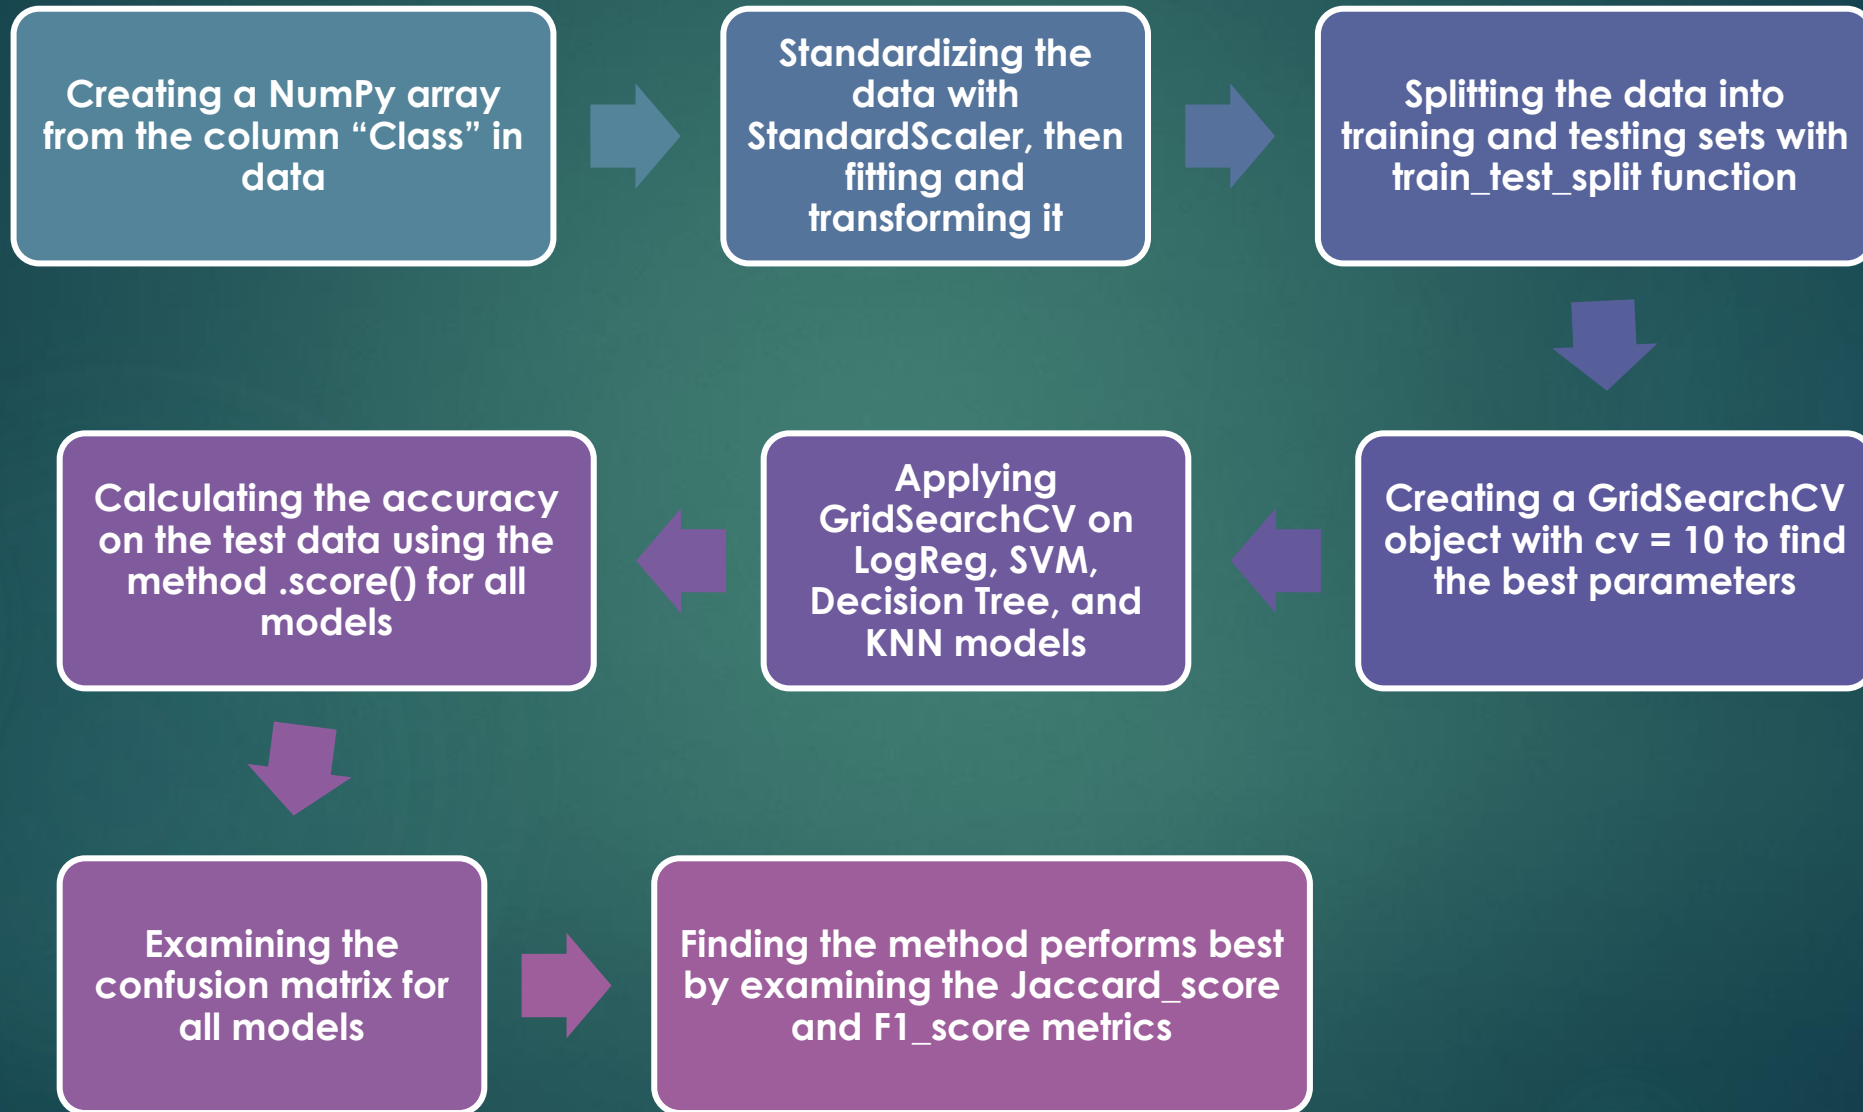 Creating a NumPy array
from the column “Class” in
data
Standardizing the
data with
StandardScaler, then
fitting and
transforming it
Splitting the data into
training and testing sets with
train_test_split function
Creating a GridSearchCV
object with cv = 10 to find
the best parameters
Applying
GridSearchCV on
LogReg, SVM,
Decision Tree, and
KNN models
Calculating the accuracy
on the test data using the
method .score() for all
models
Examining the
confusion matrix for
all models
Finding the method performs best
by examining the Jaccard_score
and F1_score metrics